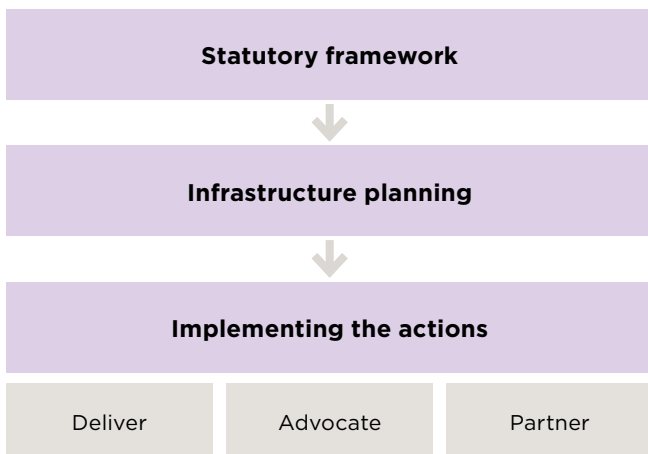 Statutory framework
Infrastructure planning
Implementing the actions
Deliver
Advocate
Partner